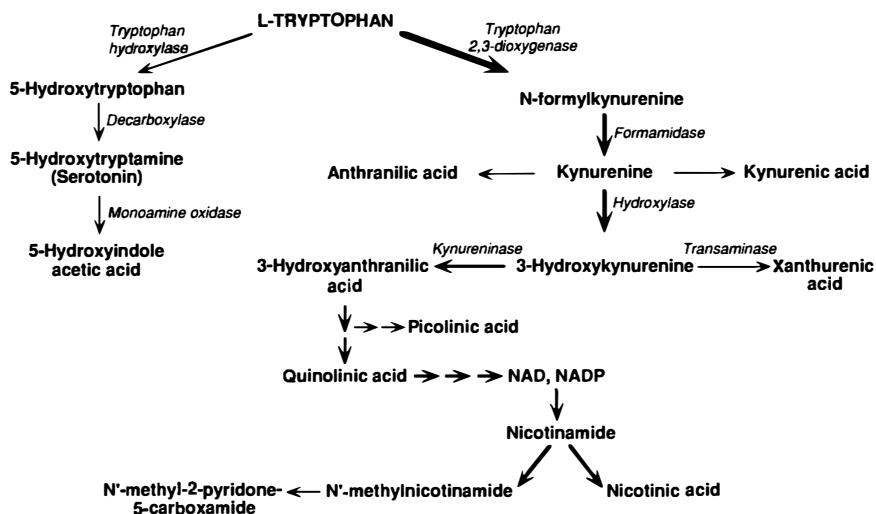 L-TRYPTOPHAN
Tryptophan
hydroxylase
Tryptophan
2,3-dioxygenase
5-Hydroxytryptophan
N-formylkynurenine
Decarboxylase
Formamidase
5-Hydroxytryptamine
(Serotonin)
Anthranilic acid
Kynurenine
Kynurenic acid
Monoamine oxidase
Hydroxylase
5-Hydroxyindole
acetic acid
Kynureninase
Transaminase
3-Hydroxyanthranilic
acid
3-Hydroxykynurenine
Xanthurenic
acid
Picolinic acid
Quinolinic acid
NAD, NADP
Nicotinamide
N'-methyl-2-pyridone-
5-carboxamide
N'-methylnicotinamide
Nicotinic acid